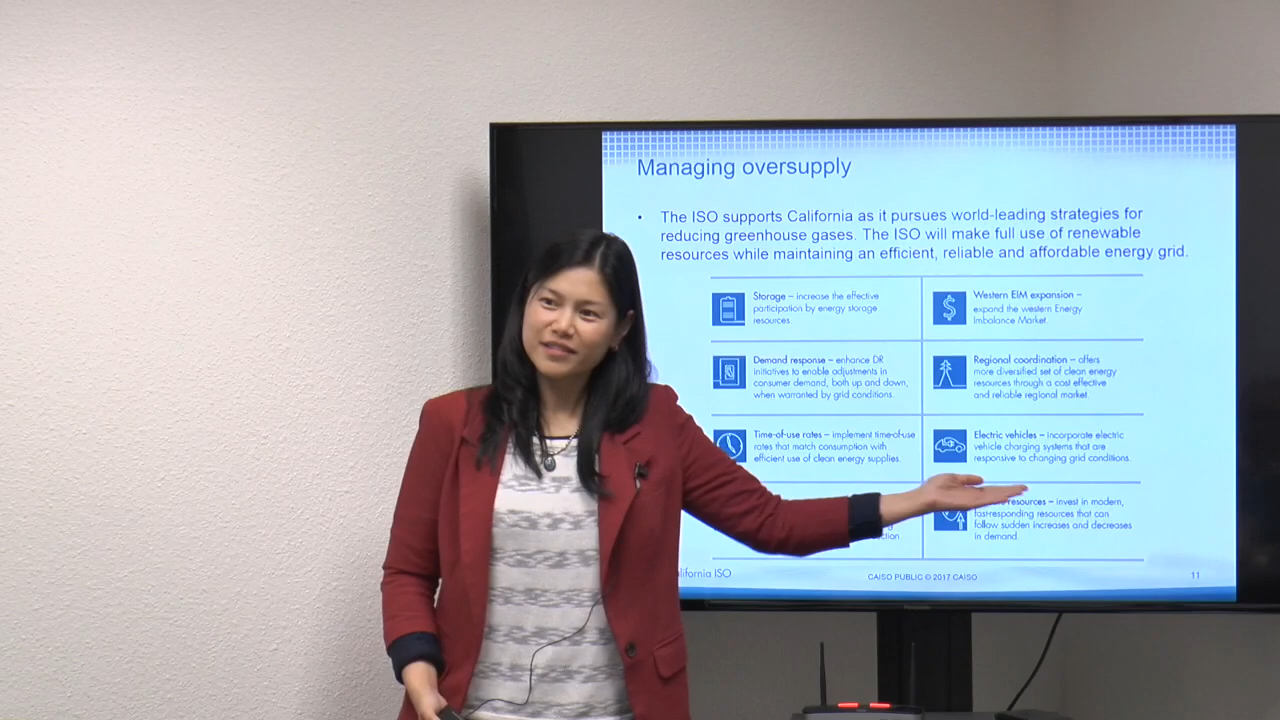 Managing oversupply
• The ISO supports California as it pursues world-leading strategies for
reducing greenhouse gases. The ISO will make full use of renewable
resources while maintaining an efficient, reliable and affordable energy grid.
Storage – increase the effective
participation by energy storage
resources.
Western EIM expansion –
expand the western Energy
Imbalance Market.
Demand response – enhance DR
initiatives to enable adjustments in
consumer demand, both up and down,
when warranted by grid conditions.
Regional coordination – offers
more diversified set of clean energy
resources through a cost effective
and reliable regional market.
Time-of-use rates – implement time-of-use
rates that match consumption with
efficient use of clean energy supplies.
Electric vehicles – incorporate electric
vehicle charging systems that are
responsive to changing grid conditions.
resources – invest in modern,
fast-responding resources that can
follow sudden increases and decreases
in demand.
ISO
CAISO PUBLIC © 2017 CAISO
11